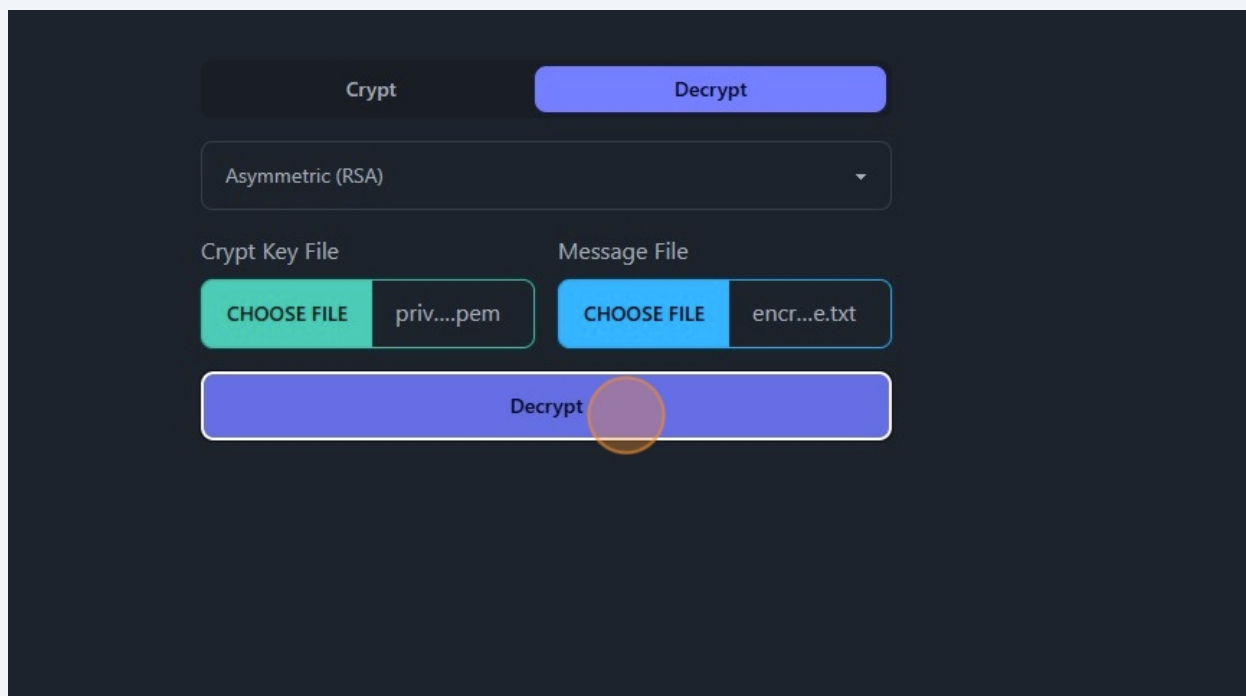 Crypt Decrypt
Asymmetric (RSA)
Crypt Key File Message File
CHOOSE FILE priv....pem CHOOSE FILE encr...e.txt
Decrypt